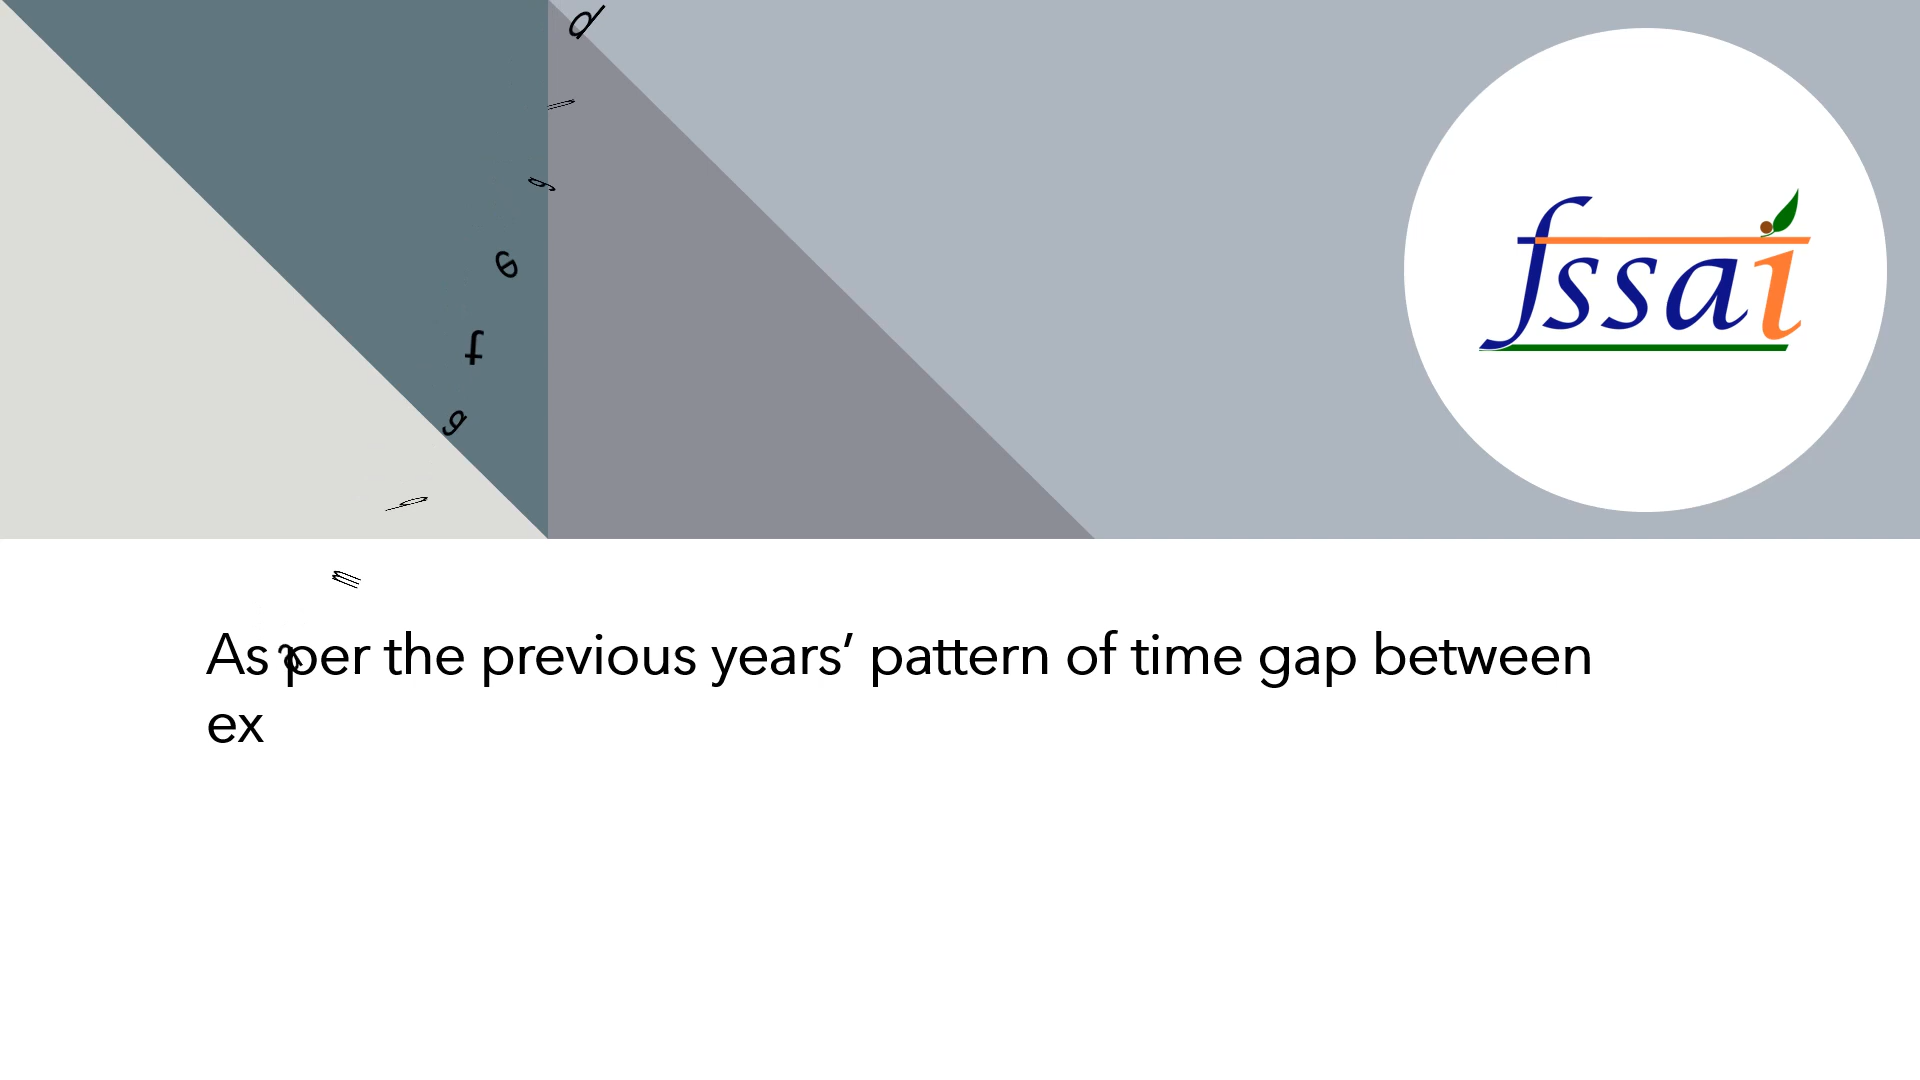 fssai
As per the previous years’ pattern of time gap between
ex